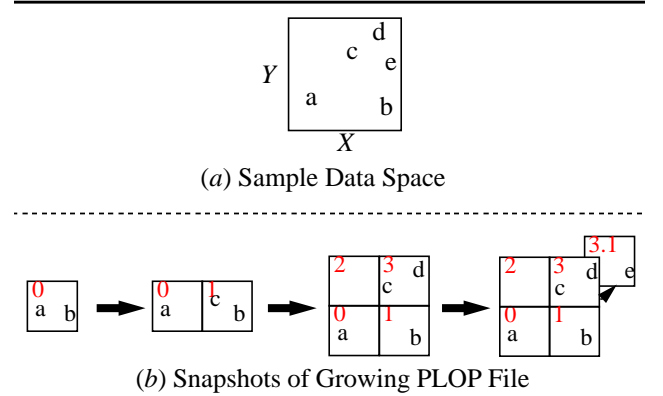 d
c
e
Y
a
b
X
(a) Sample Data Space
3.1
2 3 d 2 3 d e
c c
0 0 1 0 1 0 1
a b a c b a b a b
(b) Snapshots of Growing PLOP File